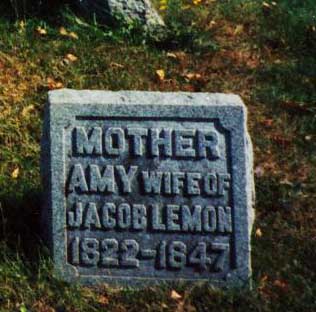 MOTHER
AMY WIFE OF
JACOB LEMON
1822-1847